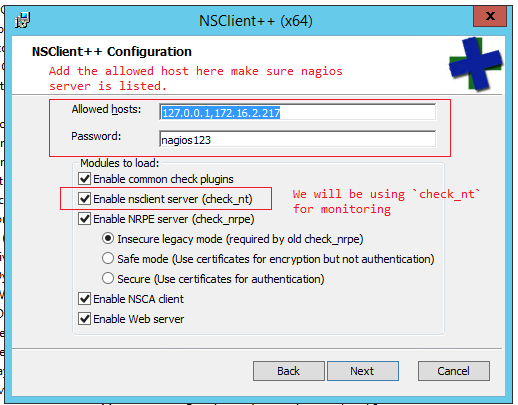 NSClient++ (x64)
x
NSClient++ Configuration
Add the allowed host here make sure nagios
server is listed.
Allowed hosts:
127.0.0.1,172.16.2.217
Password:
nagios123
Modules to load:
Enable common check plugins
Enable nsclient server (check_nt)
We will be using `check_nt`
for monitoring
Enable NRPE server (check_nrpe)
Insecure legacy mode (required by old check_nrpe)
Safe mode (Use certificates for encryption but not authentication)
Secure (Use certificates for authentication)
Enable NSCA client
Enable Web server
Back
Next
Cancel